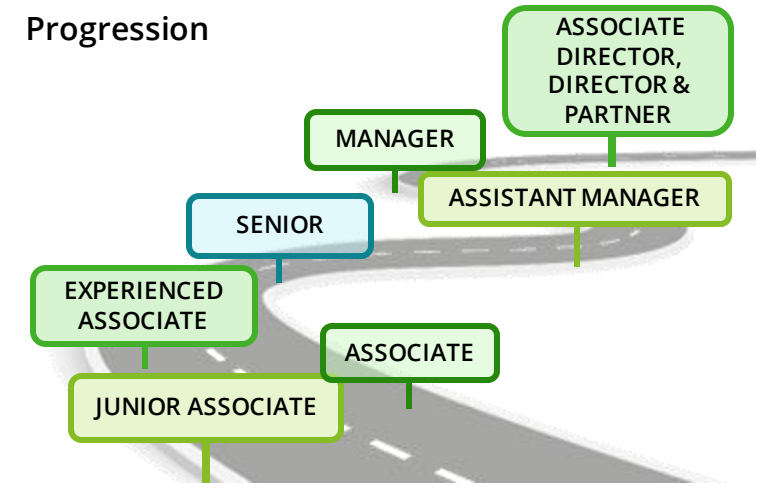 Progression
ASSOCIATE
DIRECTOR,
DIRECTOR &
PARTNER
MANAGER
ASSISTANT MANAGER
SENIOR
EXPERIENCED
ASSOCIATE
ASSOCIATE
JUNIOR ASSOCIATE